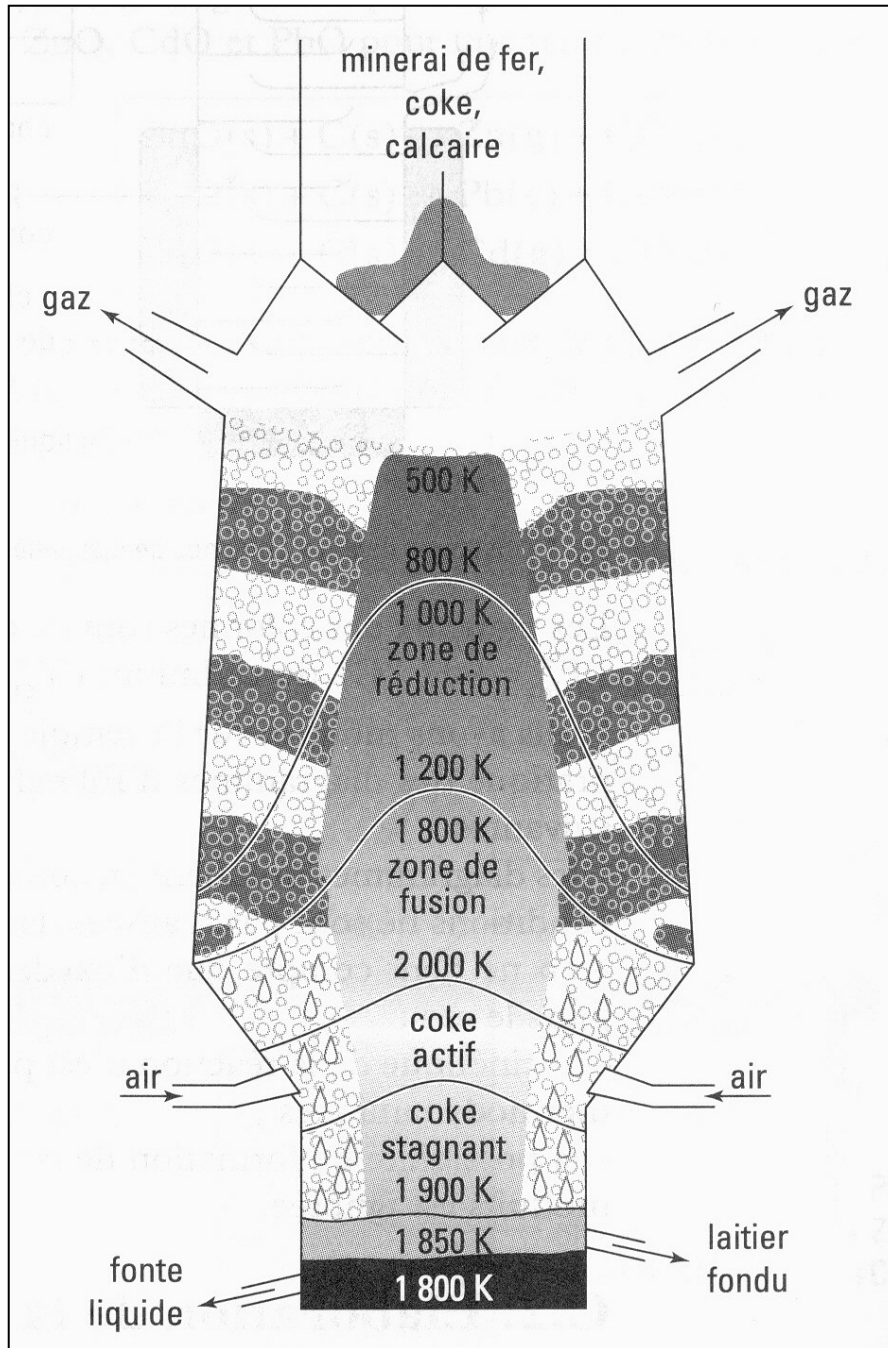 minerai de fer,
coke,
calcaire
gaz
gaz
500 K
800 K
1 000 K
zone de
réduction
1 200 K
1 800 K
zone de
fusion
2 000 K
coke
actif
air
air
coke
stagnant
1 900 K
1 850 K
laitier
fondu
fonte
liquide
1 800 K